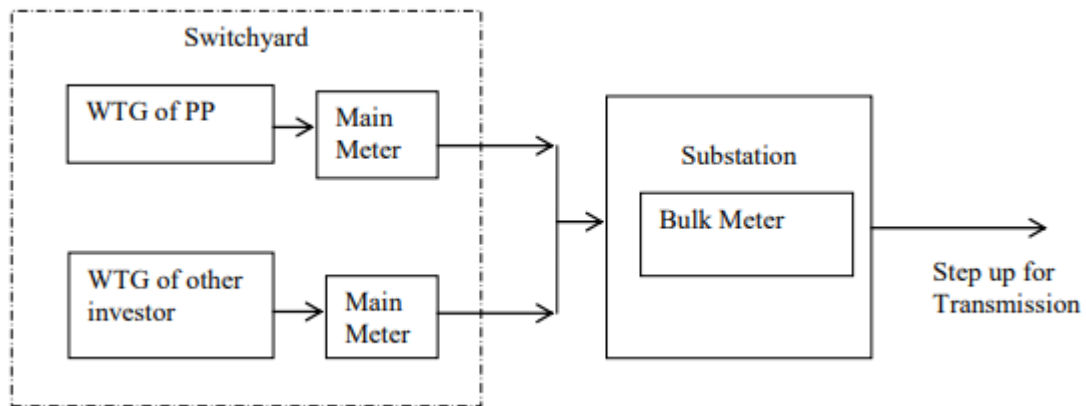 Switchyard
WTG of PP
Main
Meter
WTG of other
investor
Main
Meter
Substation
Bulk Meter
Step up for
Transmission